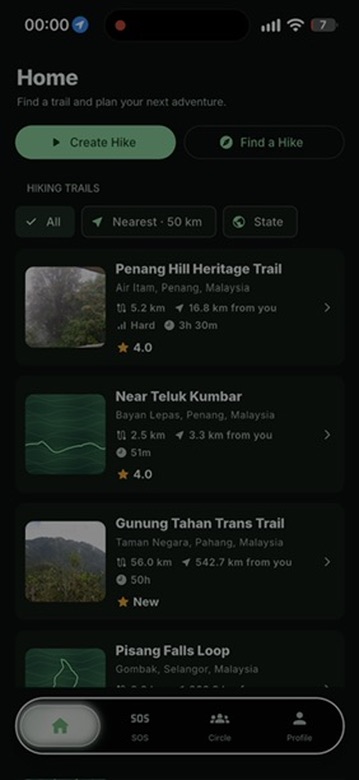 00:00
7
Home
Find a trail and plan your next adventure.
Create Hike
Find a Hike
HIKING TRAILS
All
Nearest · 50 km
State
Penang Hill Heritage Trail
Air Itam, Penang, Malaysia
5.2 km 16.8 km from you
Hard 3h 30m
4.0
Near Teluk Kumbar
Bayan Lepas, Penang, Malaysia
2.5 km 3.3 km from you
51m
4.0
Gunung Tahan Trans Trail
Taman Negara, Pahang, Malaysia
56.0 km 542.7 km from you
50h
New
Pisang Falls Loop
Gombak, Selangor, Malaysia
SOS
SOS
Circle
Profile